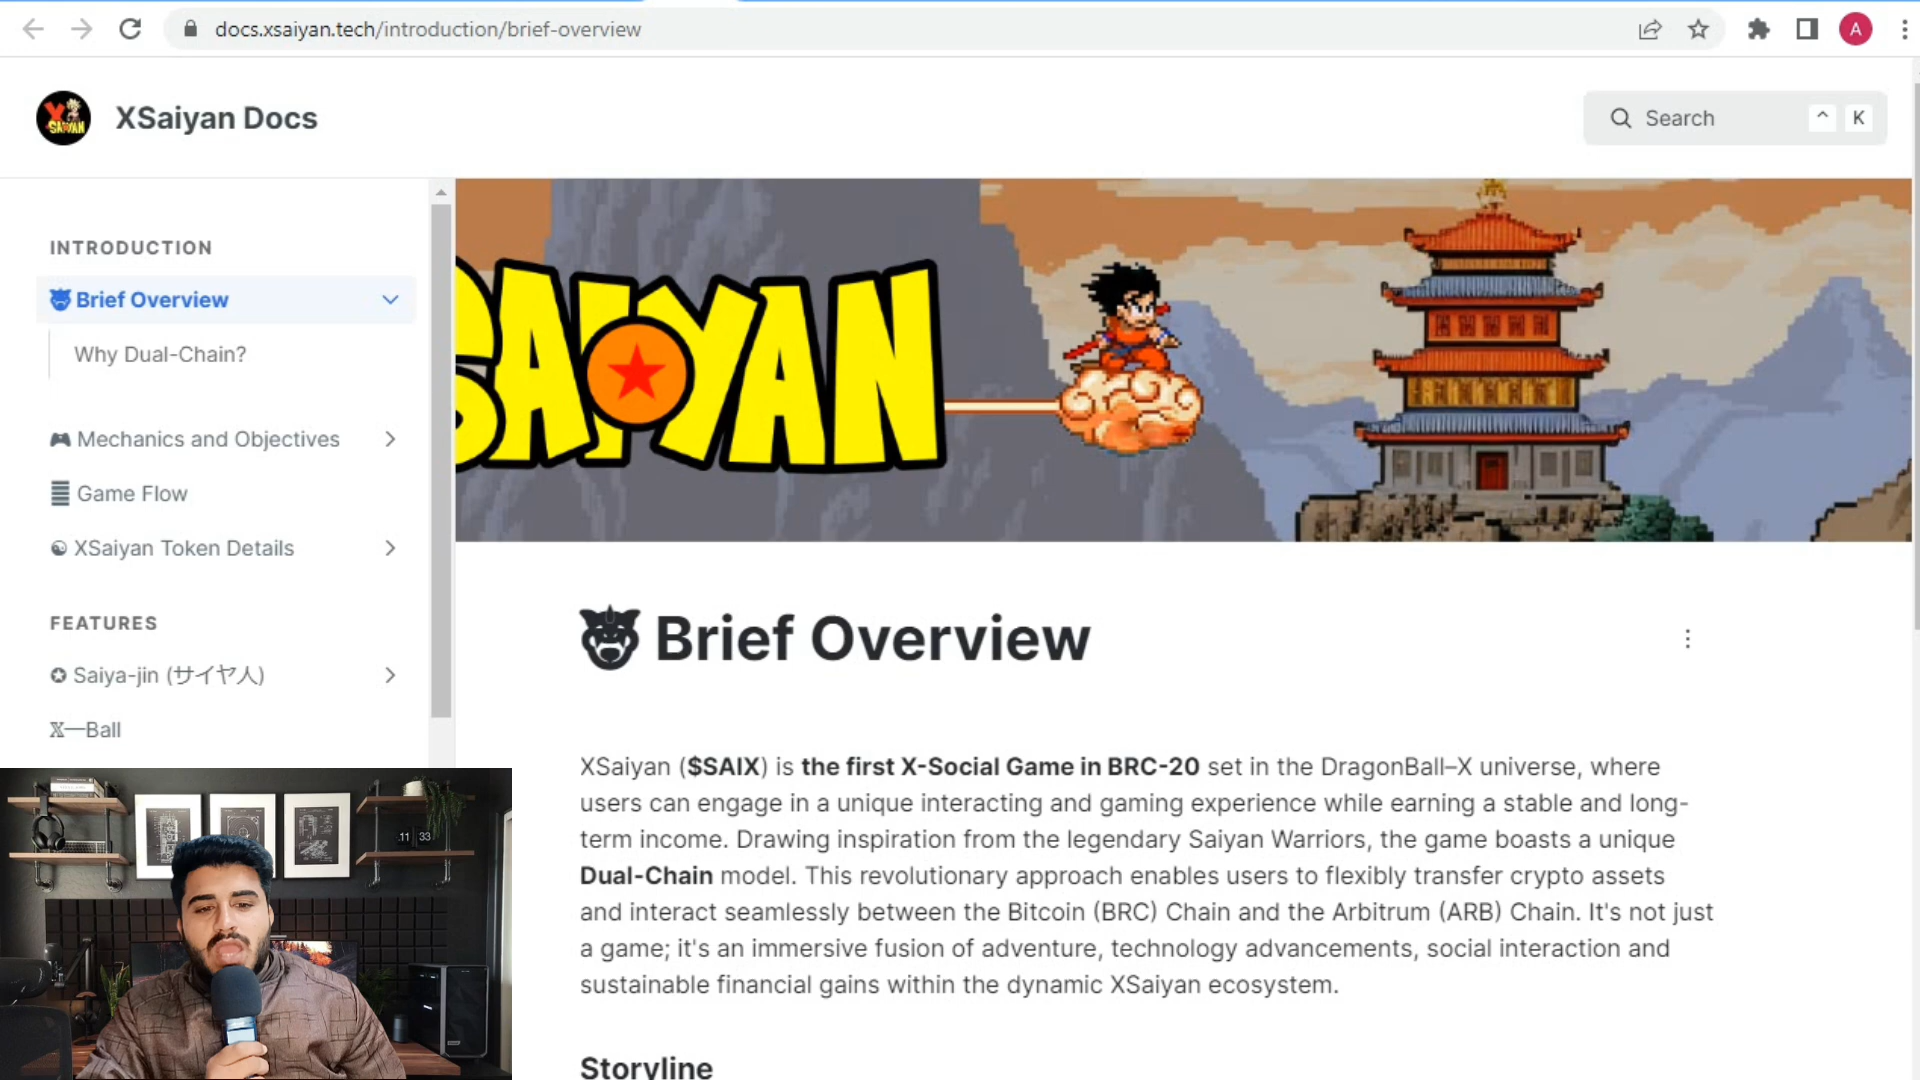 docs.xsaiyan.tech/introduction/brief-overview
A
X
SAIYAN
XSaiyan Docs
Search
^
K
INTRODUCTION
Brief Overview
Why Dual-Chain?
Mechanics and Objectives
Game Flow
XSaiyan Token Details
FEATURES
Saiya-jin (サイヤ人)
𝕏—Ball
SAIYAN
Brief Overview
XSaiyan ($SAIX) is the first X-Social Game in BRC-20 set in the DragonBall–X universe, where
users can engage in a unique interacting and gaming experience while earning a stable and long-
term income. Drawing inspiration from the legendary Saiyan Warriors, the game boasts a unique
Dual-Chain model. This revolutionary approach enables users to flexibly transfer crypto assets
and interact seamlessly between the Bitcoin (BRC) Chain and the Arbitrum (ARB) Chain. It's not just
a game; it's an immersive fusion of adventure, technology advancements, social interaction and
sustainable financial gains within the dynamic XSaiyan ecosystem.
Storyline
11 33